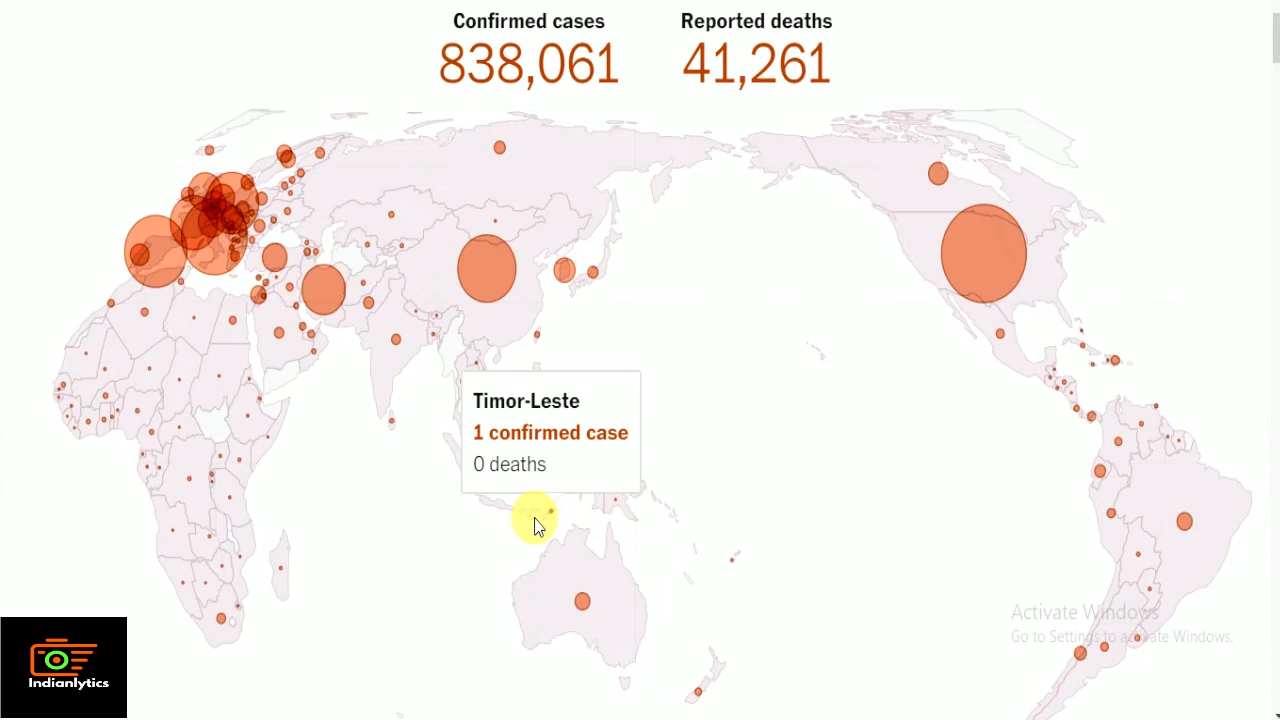 Confirmed cases
838,061
Reported deaths
41,261
Timor-Leste
1 confirmed case
0 deaths
Activate Windows
Go to Settings to activate Windows.
Indianlytics